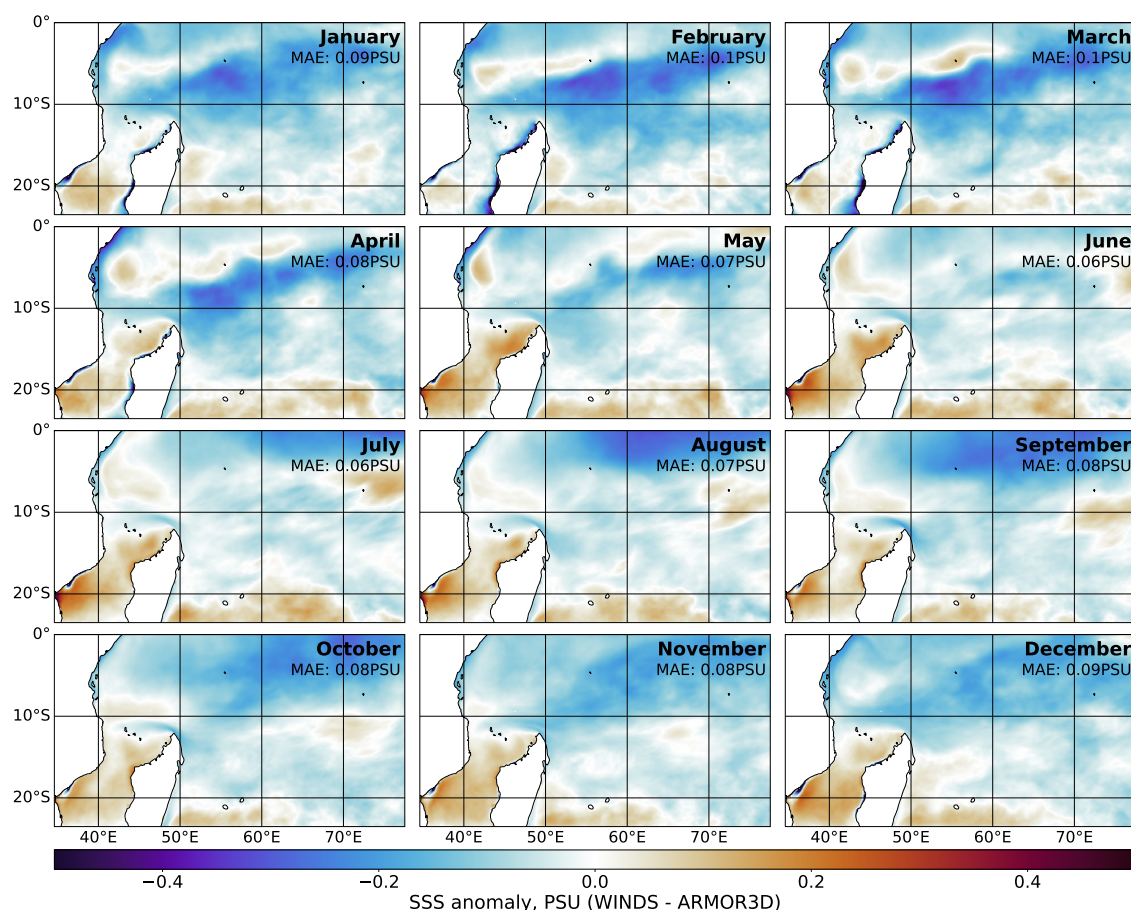 0°
January
MAE: 0.09PSU
February
MAE: 0.1PSU
March
MAE: 0.1PSU
10°S
20°S
0°
April
MAE: 0.08PSU
May
MAE: 0.07PSU
June
MAE: 0.06PSU
10°S
20°S
0°
July
MAE: 0.06PSU
August
MAE: 0.07PSU
September
MAE: 0.08PSU
10°S
20°S
0°
October
MAE: 0.08PSU
November
MAE: 0.08PSU
December
MAE: 0.09PSU
10°S
20°S
40°E 50°E 60°E 70°E 40°E 50°E 60°E 70°E 40°E 50°E 60°E 70°E
−0.4 −0.2 0.0 0.2 0.4
SSS anomaly, PSU (WINDS - ARMOR3D)